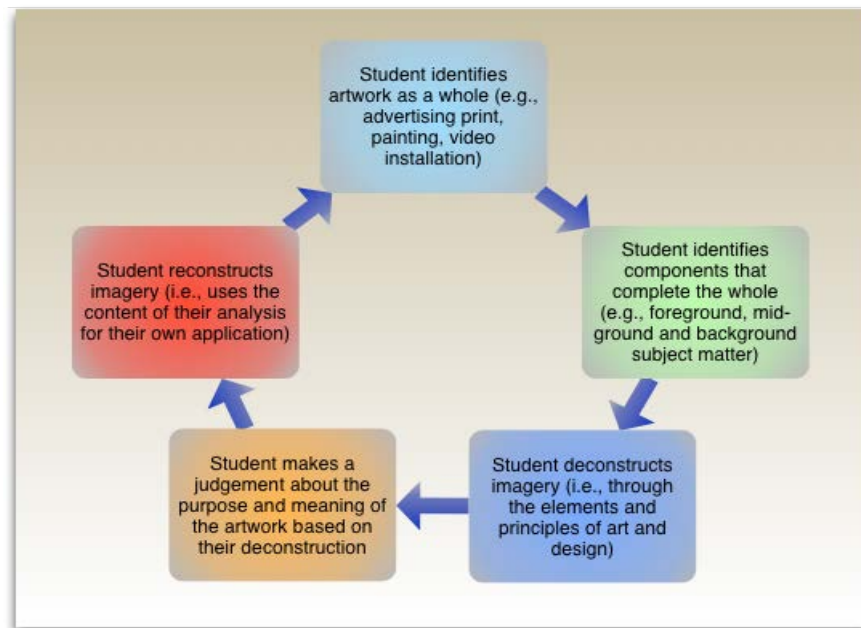 Student identifies
artwork as a whole (e.g.,
advertising print,
painting, video
installation)
Student identifies
components that
complete the whole
(e.g., foreground, mid-
ground and background
subject matter)
Student deconstructs
imagery (i.e., through
the elements and
principles of art and
design)
Student makes a
judgement about the
purpose and meaning of
the artwork based on
their deconstruction
Student reconstructs
imagery (i.e., uses the
content of their analysis
for their own application)